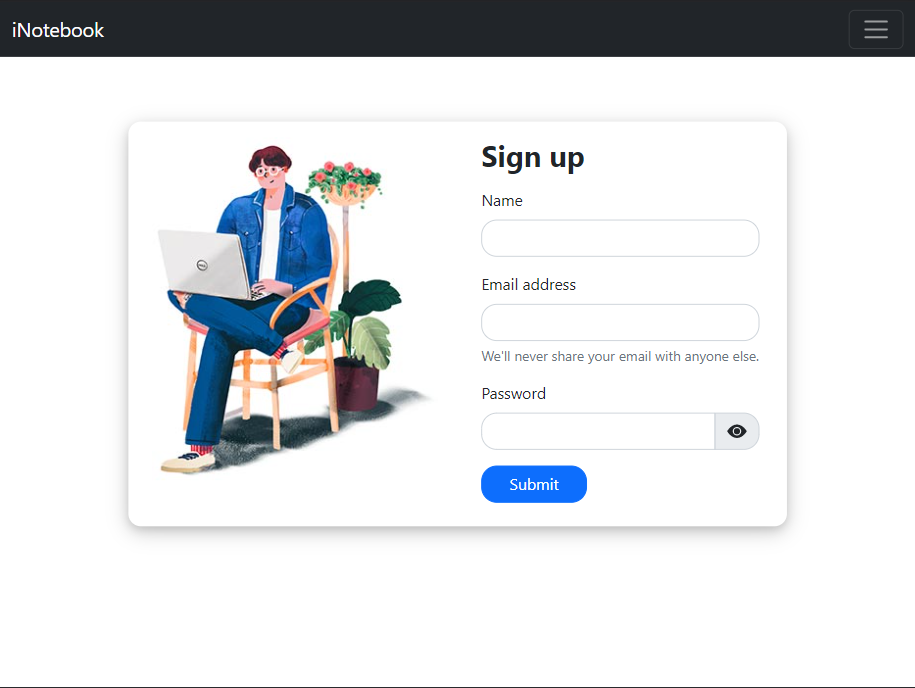 iNotebook
Sign up
Name
Email address
We'll never share your email with anyone else.
Password
Submit